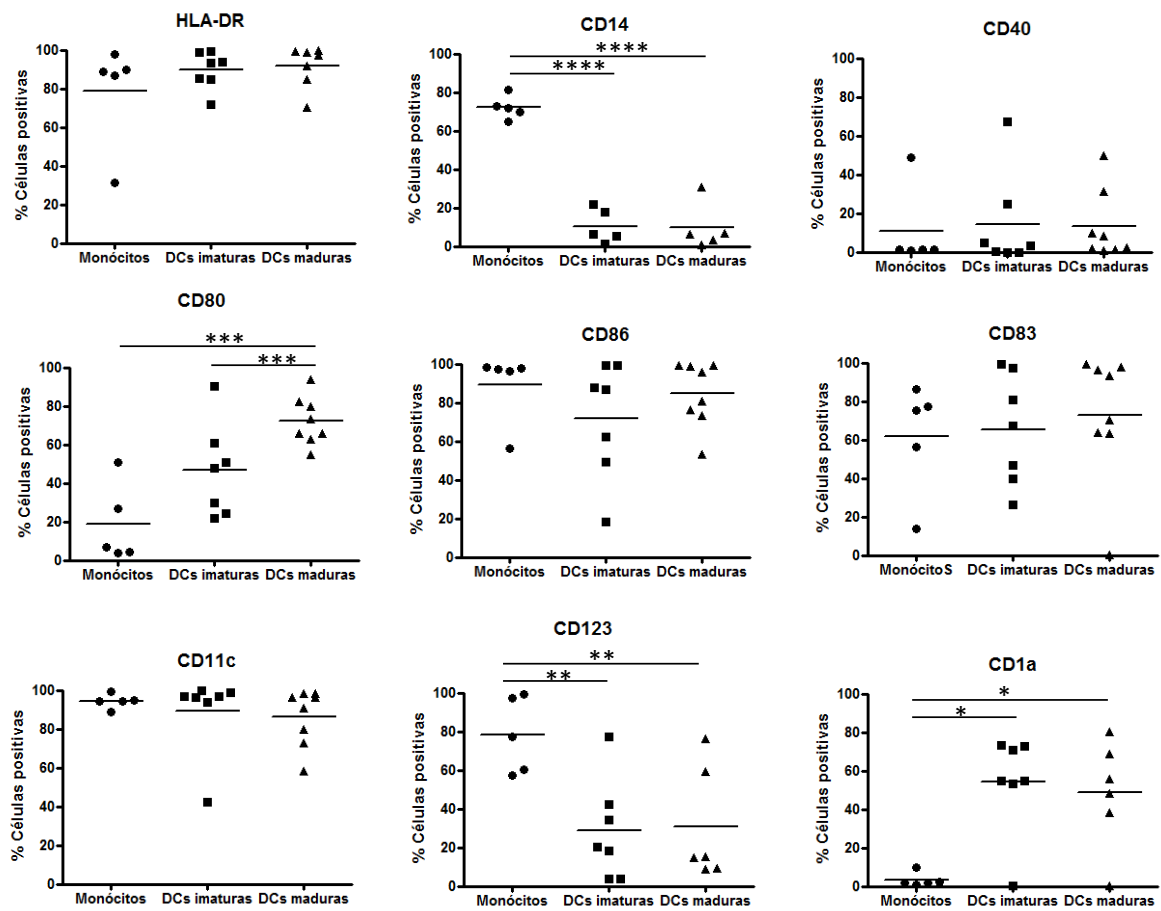 HLA-DR
% Células positivas
100
80
60
40
20
0
Monócitos DCs imaturas DCs maduras
CD14
% Células positivas
100
80
60
40
20
0
****
****
Monócitos DCs imaturas DCs maduras
CD40
% Células positivas
100
80
60
40
20
0
Monócitos DCs imaturas DCs maduras
CD80
% Células positivas
100
80
60
40
20
0
***
***
Monócitos DCs imaturas DCs maduras
CD86
% Células positivas
100
80
60
40
20
0
Monócitos DCs imaturas DCs maduras
CD83
% Células positivas
100
80
60
40
20
0
MonócitoS DCs imaturas DCs maduras
CD11c
% Células positivas
100
80
60
40
20
0
Monócitos DCs imaturas DCs maduras
CD123
% Células positivas
100
80
60
40
20
0
**
**
Monócitos DCs imaturas DCs maduras
CD1a
% Células positivas
100
80
60
40
20
0
*
*
Monócitos DCs imaturas DCs maduras